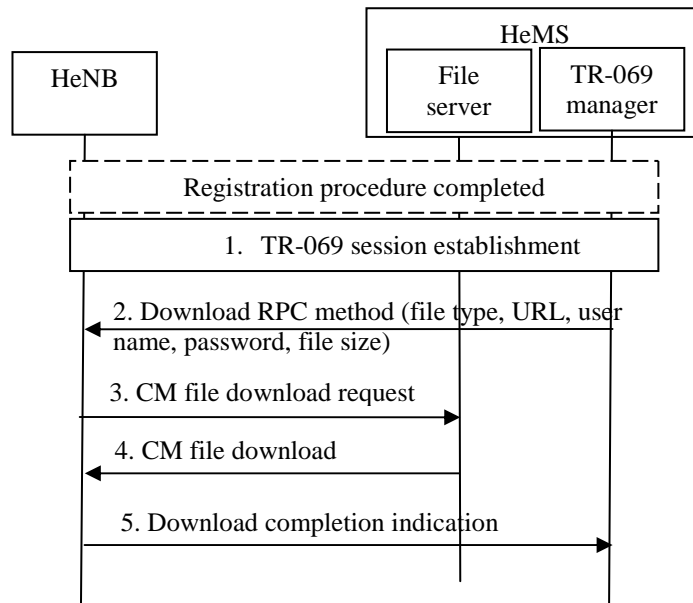 HeMS
HeNB
File
server
TR-069
manager
Registration procedure completed
1. TR-069 session establishment
2. Download RPC method (file type, URL, user
name, password, file size)
3. CM file download request
4. CM file download
5. Download completion indication